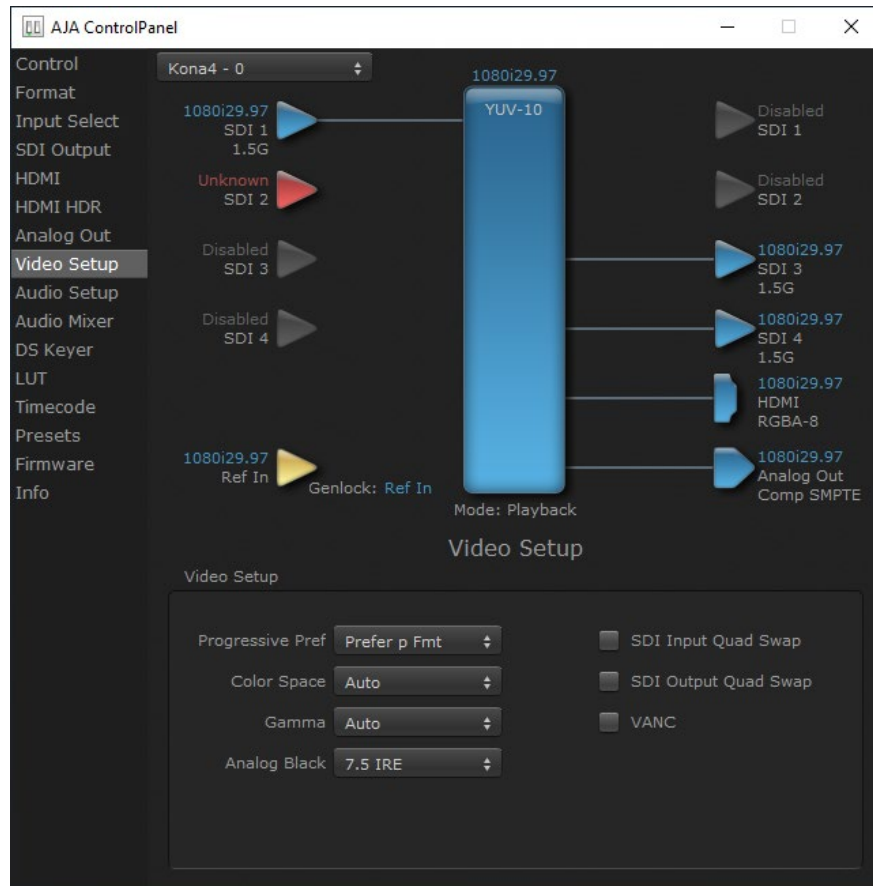 AJA ControlPanel
Control
Format
Input Select
SDI Output
HDMI
HDMI HDR
Analog Out
Video Setup
Audio Setup
Audio Mixer
DS Keyer
LUT
Timecode
Presets
Firmware
Info
Kona4 - 0
1080i29.97
SDI 1
1.5G
Unknown
SDI 2
Disabled
SDI 3
Disabled
SDI 4
1080i29.97
Ref In
Genlock: Ref In
1080i29.97
YUV-10
Mode: Playback
Disabled
SDI 1
Disabled
SDI 2
1080i29.97
SDI 3
1.5G
1080i29.97
SDI 4
1.5G
1080i29.97
HDMI
RGBA-8
1080i29.97
Analog Out
Comp SMPTE
Video Setup
Video Setup
Progressive Pref Prefer p Fmt
Color Space Auto
Gamma Auto
Analog Black 7.5 IRE
SDI Input Quad Swap
SDI Output Quad Swap
VANC